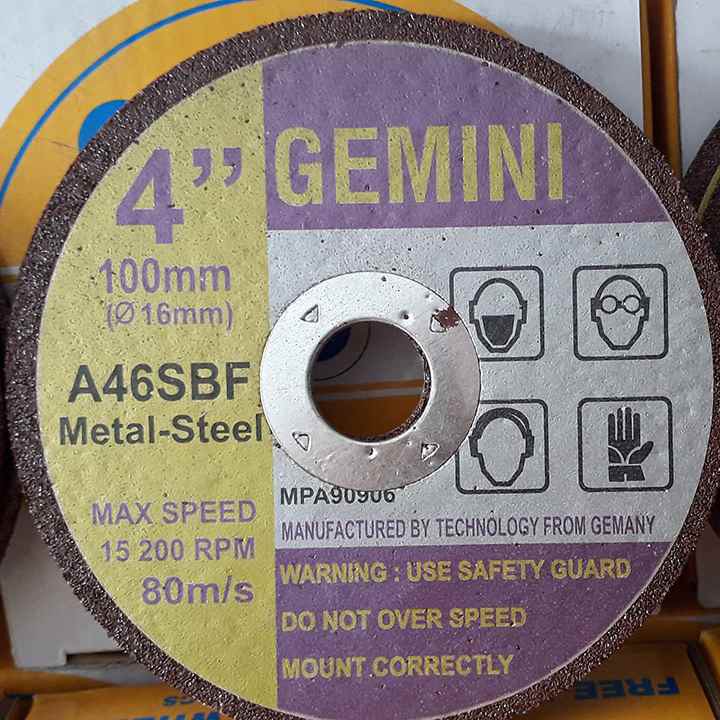 4" GEMINI
100mm
(Ø 16mm)
A46SBF
Metal-Steel
MPA90906
MAX SPEED
15 200 RPM
80m/s
MANUFACTURED BY TECHNOLOGY FROM GEMANY
WARNING : USE SAFETY GUARD
DO NOT OVER SPEED
MOUNT CORRECTLY
FREE